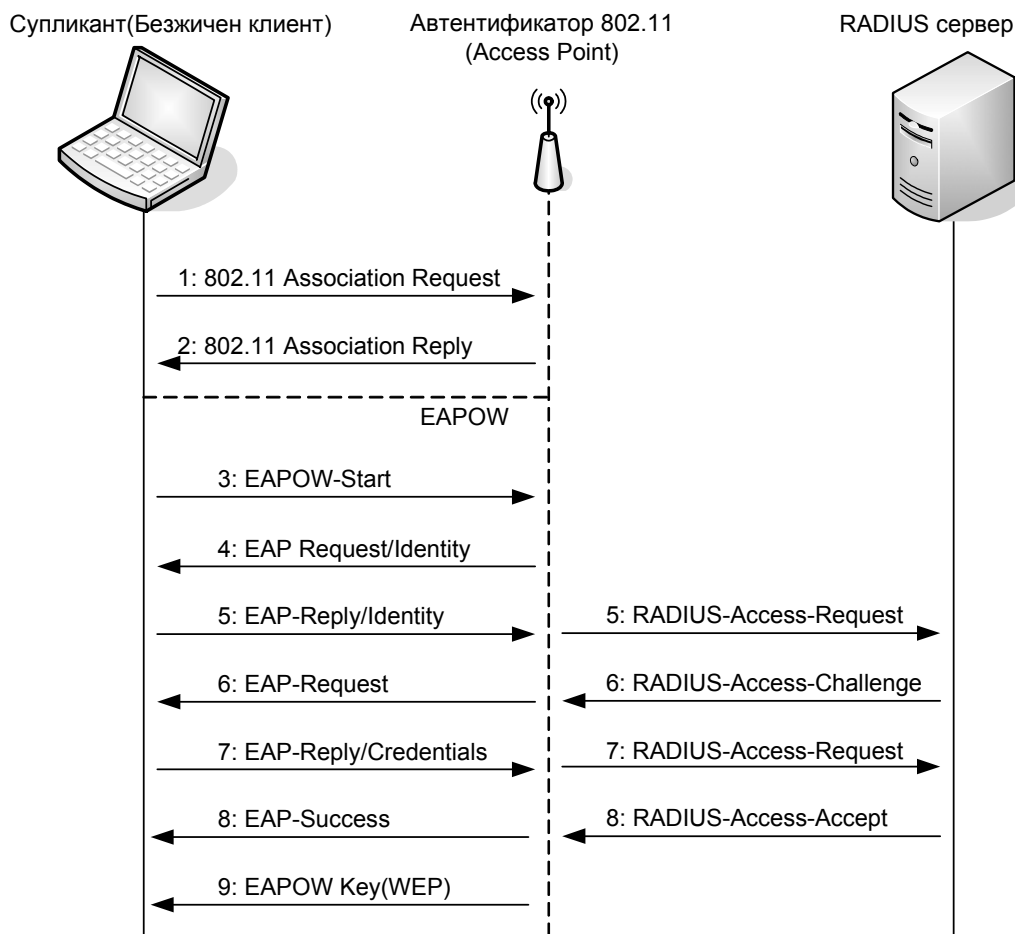 Супликант(Безжичен клиент)
Автентификатор 802.11
(Access Point)
RADIUS сервер
1: 802.11 Association Request
2: 802.11 Association Reply
EAPOW
3: EAPOW-Start
4: EAP Request/Identity
5: EAP-Reply/Identity
5: RADIUS-Access-Request
6: EAP-Request
6: RADIUS-Access-Challenge
7: EAP-Reply/Credentials
7: RADIUS-Access-Request
8: EAP-Success
8: RADIUS-Access-Accept
9: EAPOW Key(WEP)